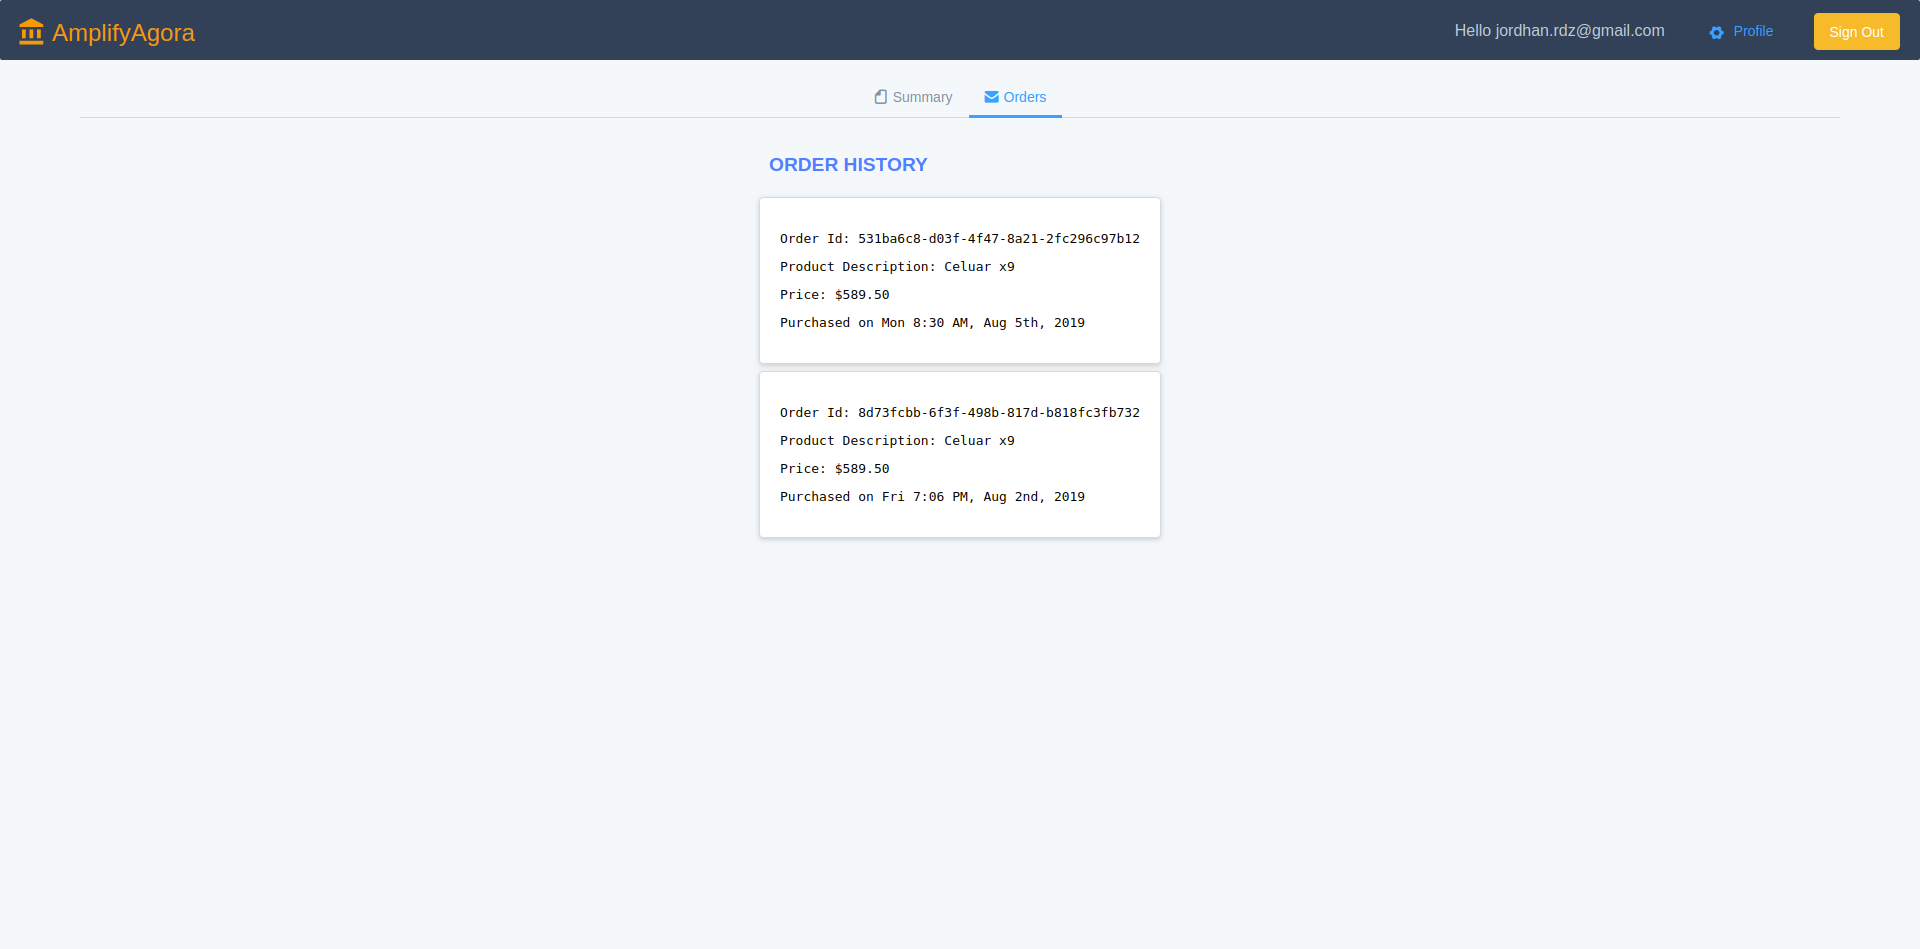 AmplifyAgora
Hello jordhan.rdz@gmail.com
Profile
Sign Out
Summary
Orders
ORDER HISTORY
Order Id: 531ba6c8-d03f-4f47-8a21-2fc296c97b12
Product Description: Celuar x9
Price: $589.50
Purchased on Mon 8:30 AM, Aug 5th, 2019
Order Id: 8d73fcbb-6f3f-498b-817d-b818fc3fb732
Product Description: Celuar x9
Price: $589.50
Purchased on Fri 7:06 PM, Aug 2nd, 2019